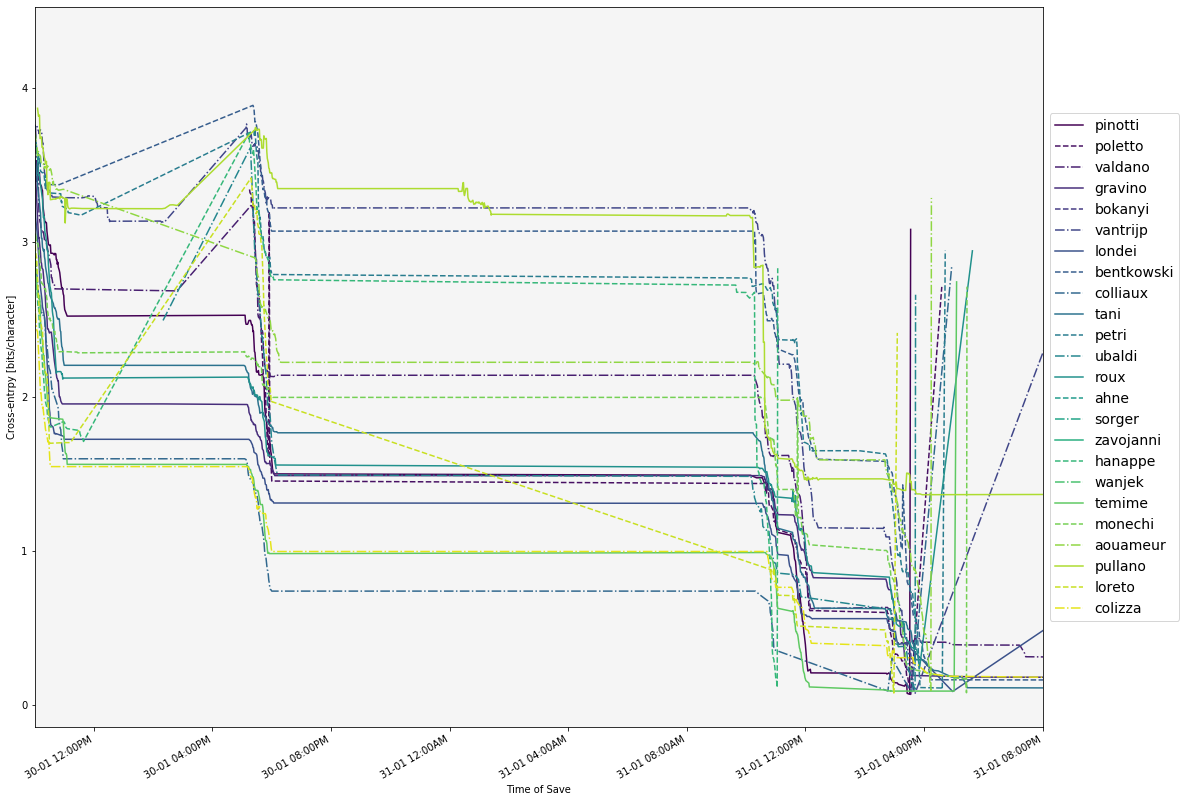 4
3
2
1
0
Cross-entrpy [bits/character]
30-01 12:00PM
30-01 04:00PM
30-01 08:00PM
31-01 12:00AM
31-01 04:00AM
31-01 08:00AM
31-01 12:00PM
31-01 04:00PM
31-01 08:00PM
Time of Save
pinotti
poletto
valdano
gravino
bokanyi
vantrijp
londei
bentkowski
colliaux
tani
petri
ubaldi
roux
ahne
sorger
zavojanni
hanappe
wanjek
temime
monechi
aouameur
pullano
loreto
colizza